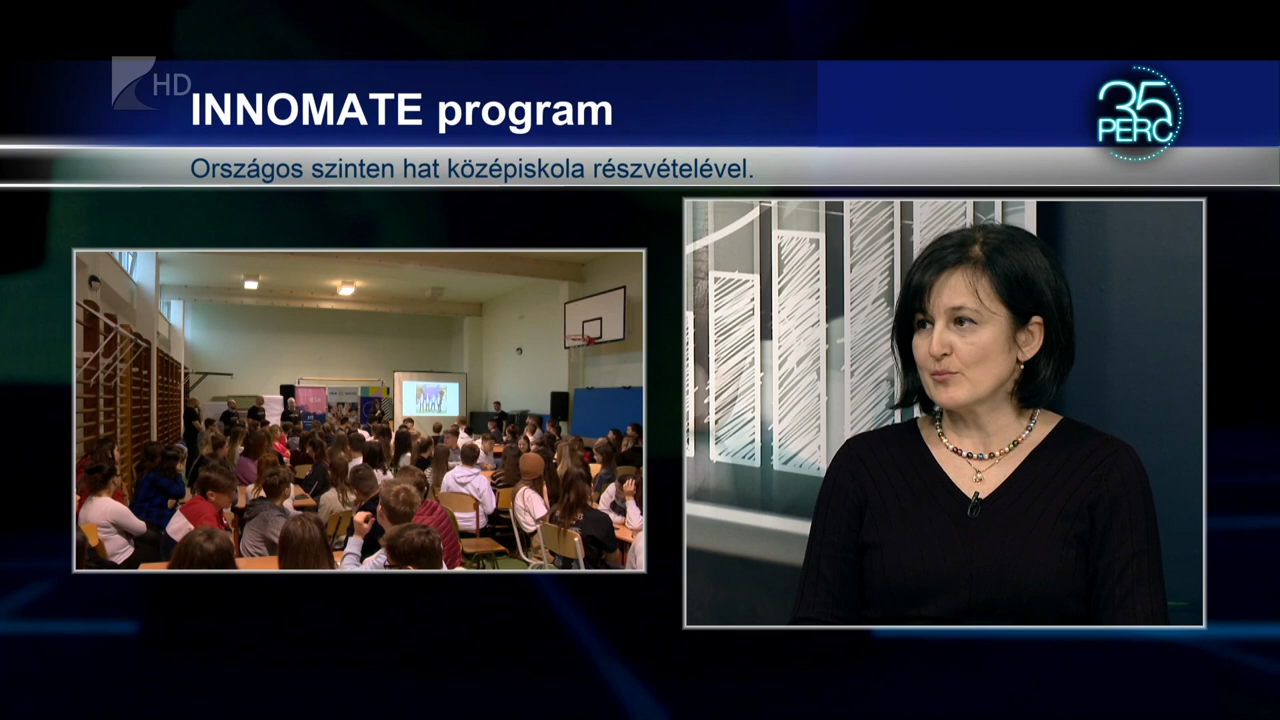 HD
INNOMATE program
35
PERC
Országos szinten hat középiskola részvételével.